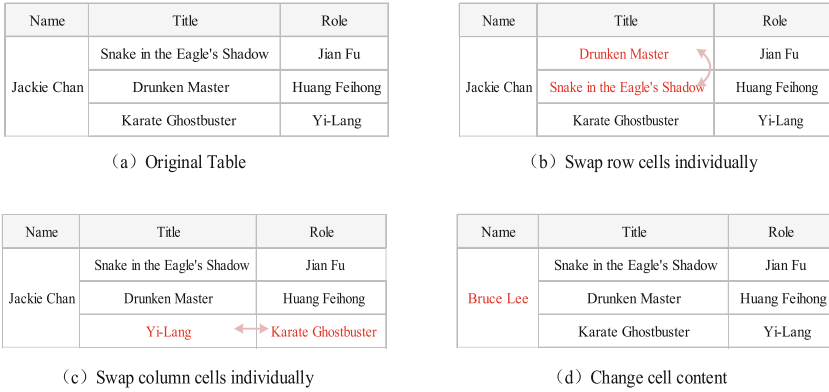 Name Title Role
Snake in the Eagle's Shadow Jian Fu
Jackie Chan Drunken Master Huang Feihong
Karate Ghostbuster Yi-Lang
（a）Original Table
Name Title Role
Drunken Master Jian Fu
Jackie Chan Snake in the Eagle's Shadow Huang Feihong
Karate Ghostbuster Yi-Lang
（b）Swap row cells individually
Name Title Role
Snake in the Eagle's Shadow Jian Fu
Jackie Chan Drunken Master Huang Feihong
Yi-Lang Karate Ghostbuster
（c）Swap column cells individually
Name Title Role
Snake in the Eagle's Shadow Jian Fu
Bruce Lee Drunken Master Huang Feihong
Karate Ghostbuster Yi-Lang
（d）Change cell content